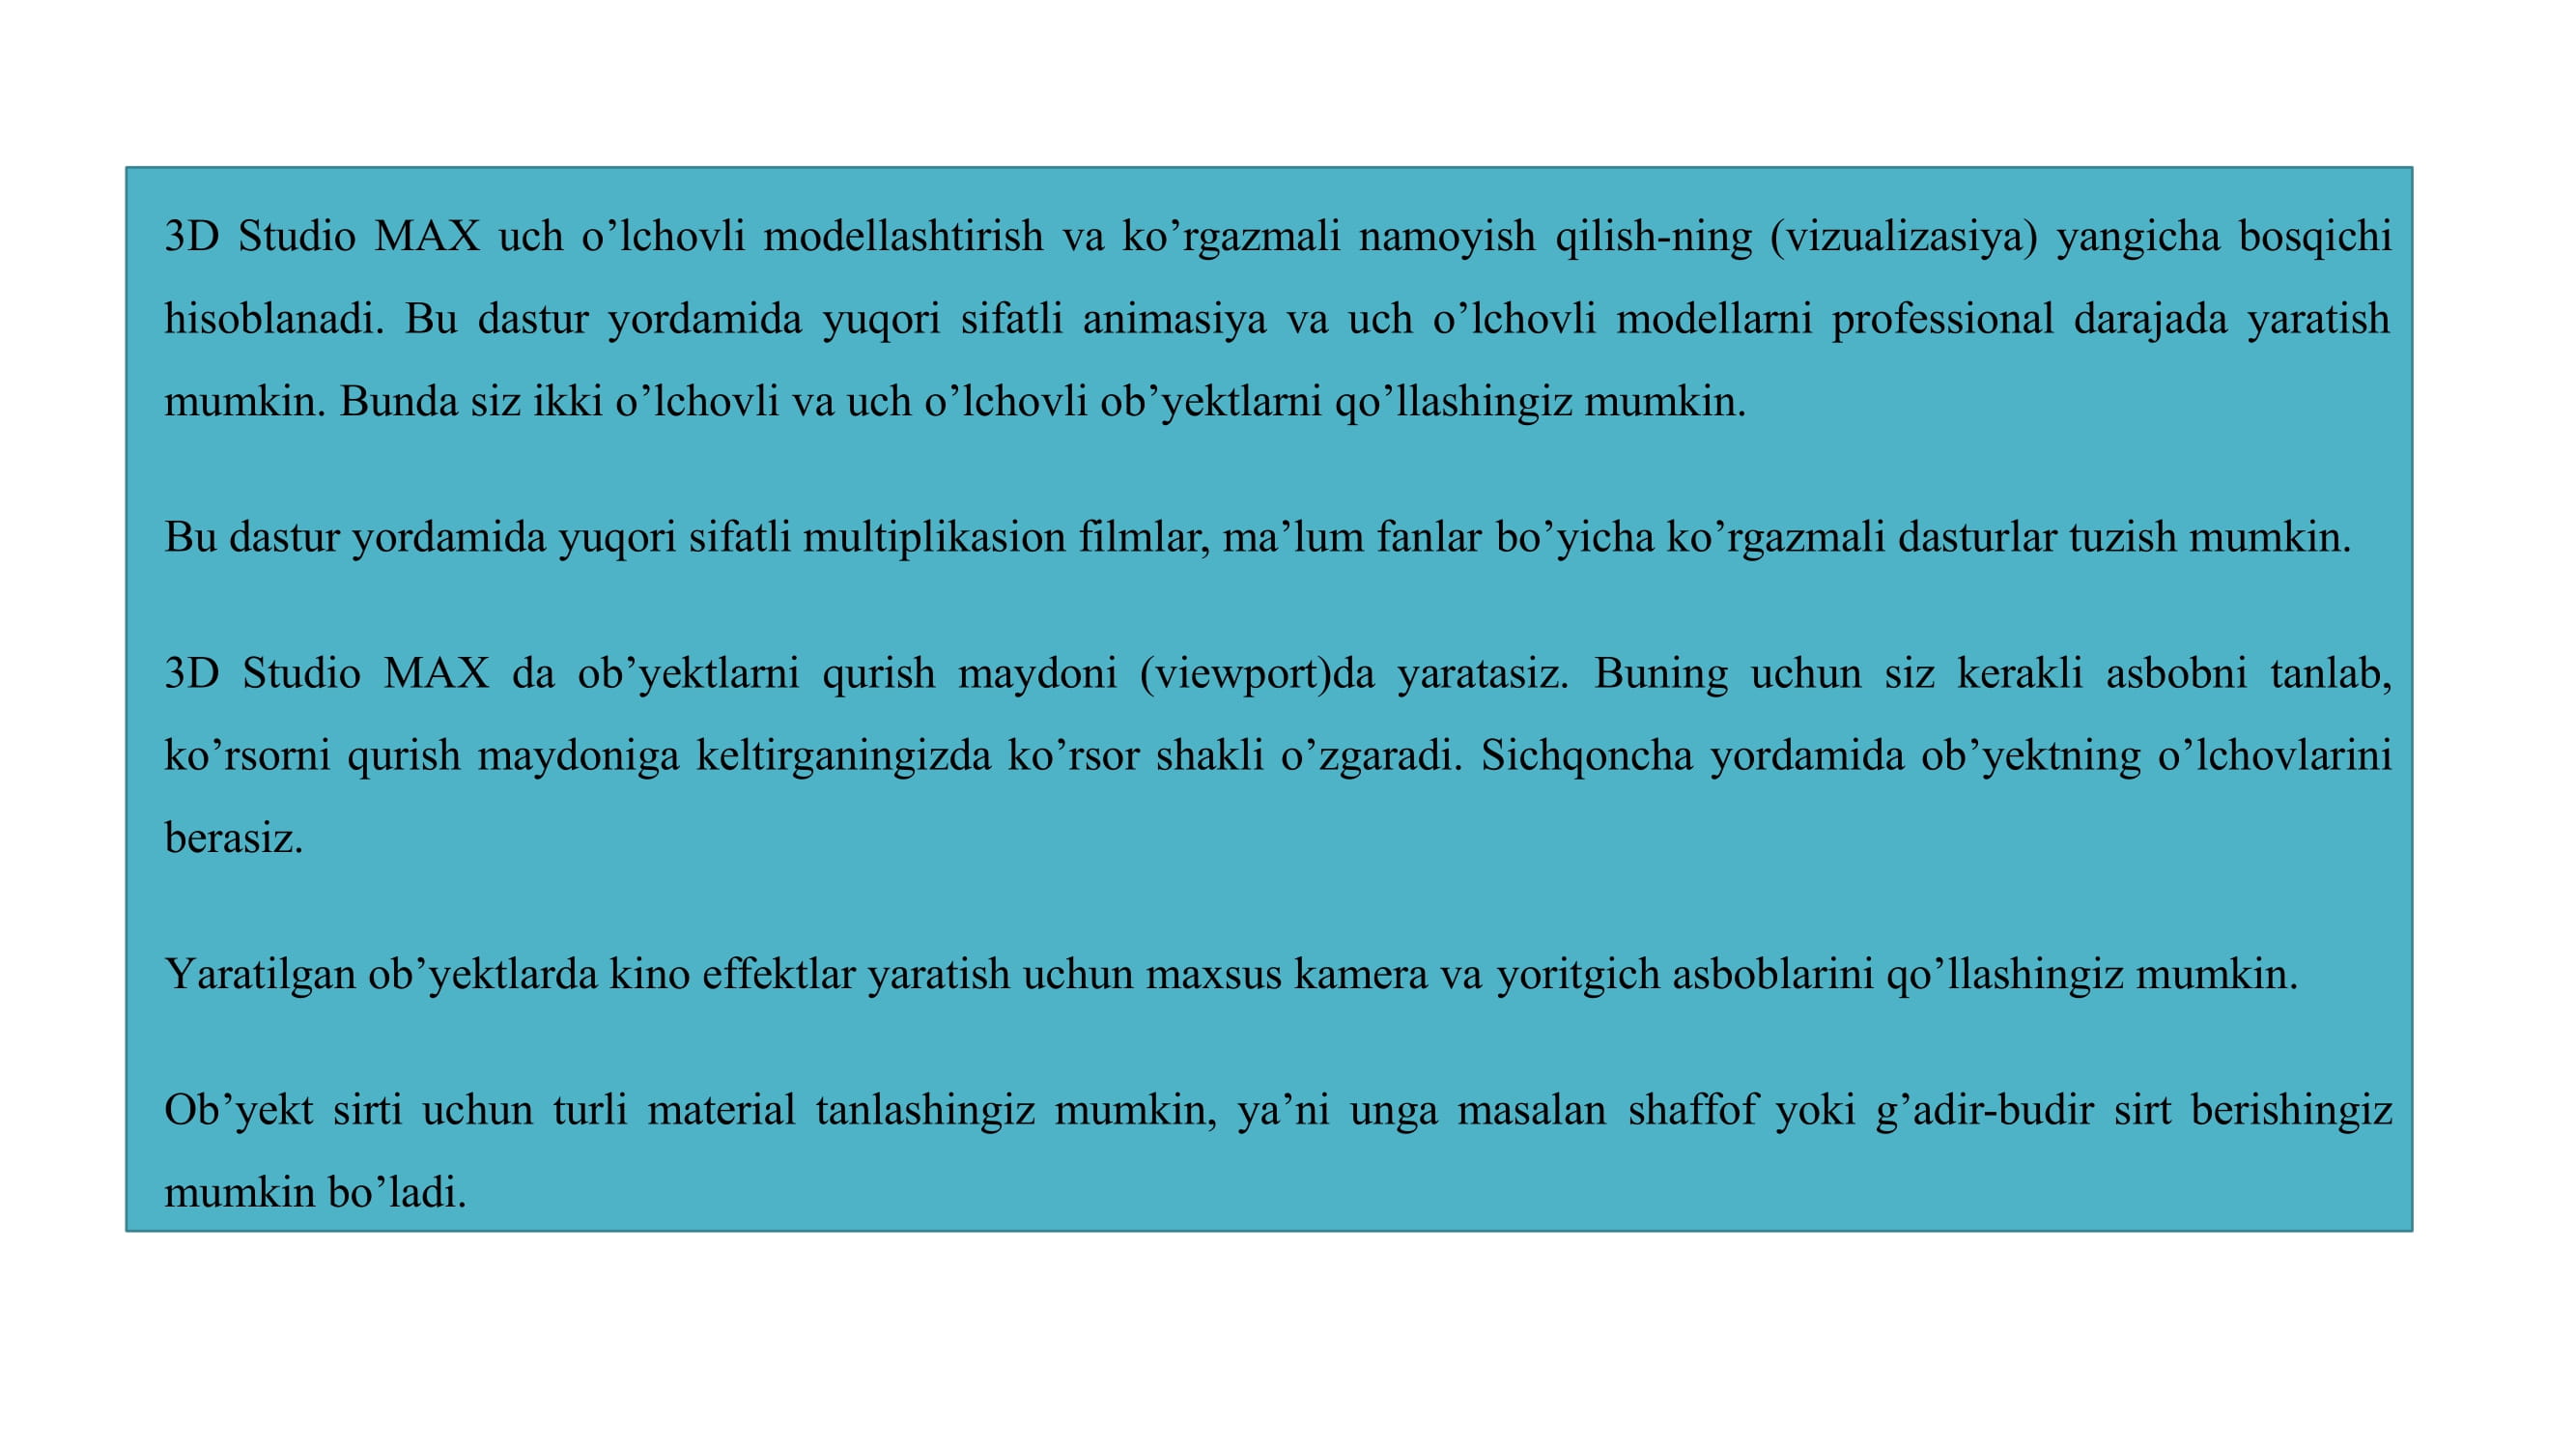 3D Studio MAX uch o’lchovli modellashtirish va ko’rgazmali namoyish qilish-ning (vizualizasiya) yangicha bosqichi
hisoblanadi. Bu dastur yordamida yuqori sifatli animasiya va uch o’lchovli modellarni professional darajada yaratish
mumkin. Bunda siz ikki o’lchovli va uch o’lchovli ob’yektlarni qo’llashingiz mumkin.
Bu dastur yordamida yuqori sifatli multiplikasion filmlar, ma’lum fanlar bo’yicha ko’rgazmali dasturlar tuzish mumkin.
3D Studio MAX da ob’yektlarni qurish maydoni (viewport)da yaratasiz. Buning uchun siz kerakli asbobni tanlab,
ko’rsorni qurish maydoniga keltirganingizda ko’rsor shakli o’zgaradi. Sichqoncha yordamida ob’yektning o’lchovlarini
berasiz.
Yaratilgan ob’yektlarda kino effektlar yaratish uchun maxsus kamera va yoritgich asboblarini qo’llashingiz mumkin.
Ob’yekt sirti uchun turli material tanlashingiz mumkin, ya’ni unga masalan shaffof yoki g’adir-budir sirt berishingiz
mumkin bo’ladi.